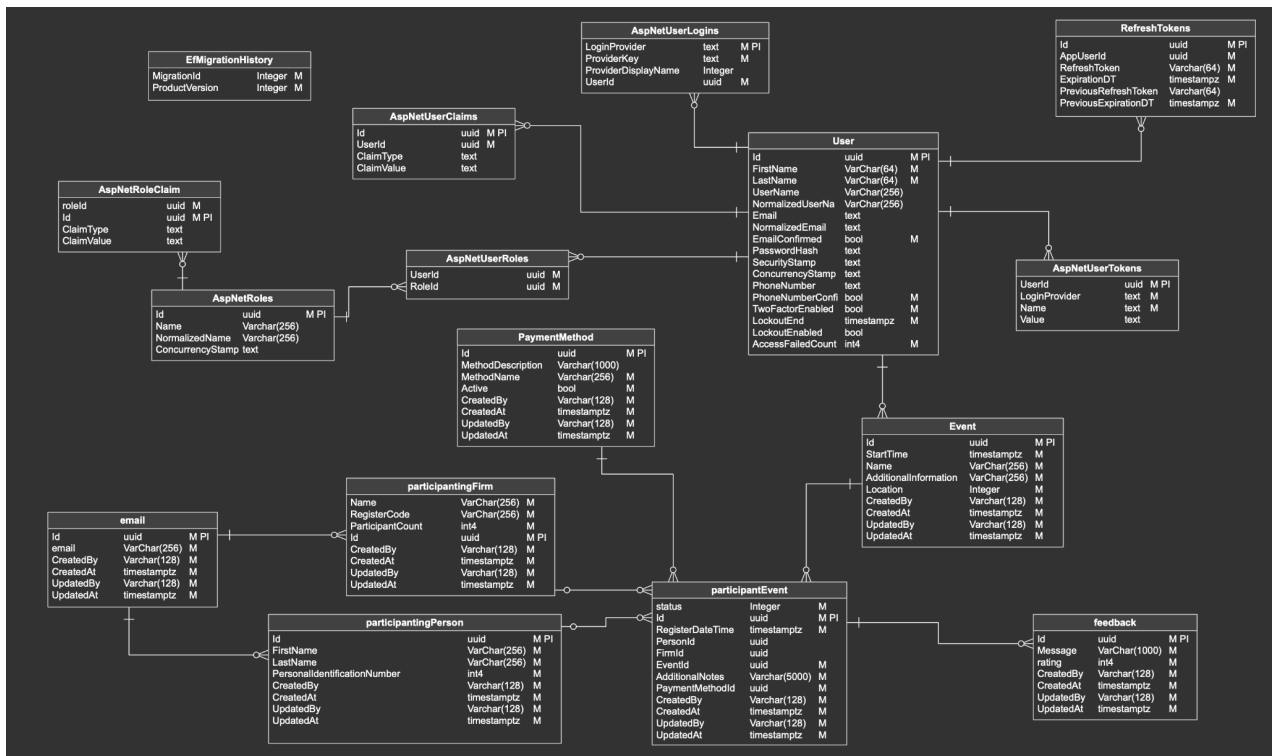 EfMigrationHistory
MigrationId Integer M
ProductVersion Integer M
AspNetUserLogins
LoginProvider text M PI
ProviderKey text M
ProviderDisplayName Integer
UserId uuid M
RefreshTokens
Id uuid M PI
AppUserId uuid M
RefreshToken Varchar(64) M
ExpirationDT timestampz M
PreviousRefreshToken Varchar(64)
PreviousExpirationDT timestampz M
AspNetUserClaims
Id uuid M PI
UserId uuid M
ClaimType text
ClaimValue text
User
Id uuid M PI
FirstName VarChar(64) M
LastName VarChar(64) M
UserName VarChar(256)
NormalizedUserNa VarChar(256)
Email text
NormalizedEmail text
EmailConfirmed bool M
PasswordHash text
SecurityStamp text
ConcurrencyStamp text
PhoneNumber text
PhoneNumberConfi bool M
TwoFactorEnabled bool M
LockoutEnd timestampz M
LockoutEnabled bool
AccessFailedCount int4 M
AspNetRoleClaim
roleId uuid M
Id uuid M PI
ClaimType text
ClaimValue text
AspNetUserRoles
UserId uuid M
RoleId uuid M
AspNetUserTokens
UserId uuid M PI
LoginProvider text M
Name text M
Value text
AspNetRoles
Id uuid M PI
Name Varchar(256)
NormalizedName Varchar(256)
ConcurrencyStamp text
PaymentMethod
Id uuid M PI
MethodDescription Varchar(1000)
MethodName Varchar(256) M
Active bool M
CreatedBy Varchar(128) M
CreatedAt timestamptz M
UpdatedBy Varchar(128) M
UpdatedAt timestamptz M
Event
Id uuid M PI
StartTime timestamptz M
Name VarChar(256) M
AdditionalInformation VarChar(256) M
Location Integer M
CreatedBy Varchar(128) M
CreatedAt timestamptz M
UpdatedBy Varchar(128) M
UpdatedAt timestamptz M
participantingFirm
Name VarChar(256) M
RegisterCode VarChar(256) M
ParticipantCount int4 M
Id uuid M PI
CreatedBy Varchar(128) M
CreatedAt timestamptz M
UpdatedBy Varchar(128) M
UpdatedAt timestamptz M
email
Id uuid M PI
email VarChar(256) M
CreatedBy Varchar(128) M
CreatedAt timestamptz M
UpdatedBy Varchar(128) M
UpdatedAt timestamptz M
participantEvent
status Integer M
Id uuid M PI
RegisterDateTime timestamptz M
PersonId uuid
FirmId uuid
EventId uuid M
AdditionalNotes Varchar(5000) M
PaymentMethodId uuid M
CreatedBy Varchar(128) M
CreatedAt timestamptz M
UpdatedBy Varchar(128) M
UpdatedAt timestamptz M
participantingPerson
Id uuid M PI
FirstName VarChar(256) M
LastName VarChar(256) M
PersonalIdentificationNumber int4 M
CreatedBy Varchar(128) M
CreatedAt timestamptz M
UpdatedBy Varchar(128) M
UpdatedAt timestamptz M
feedback
Id uuid M PI
Message VarChar(1000) M
rating int4 M
CreatedBy Varchar(128) M
CreatedAt timestamptz M
UpdatedBy Varchar(128) M
UpdatedAt timestamptz M